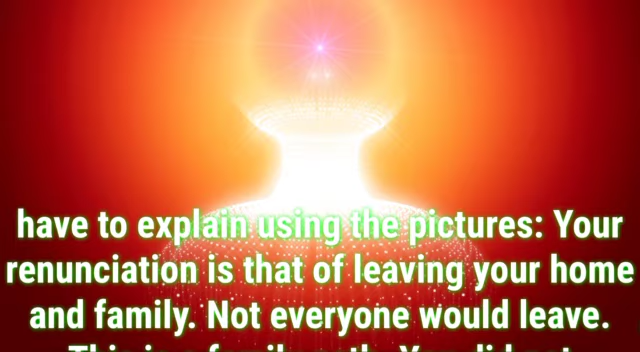 have to explain using the pictures: Your
renunciation is that of leaving your home
and family. Not everyone would leave.